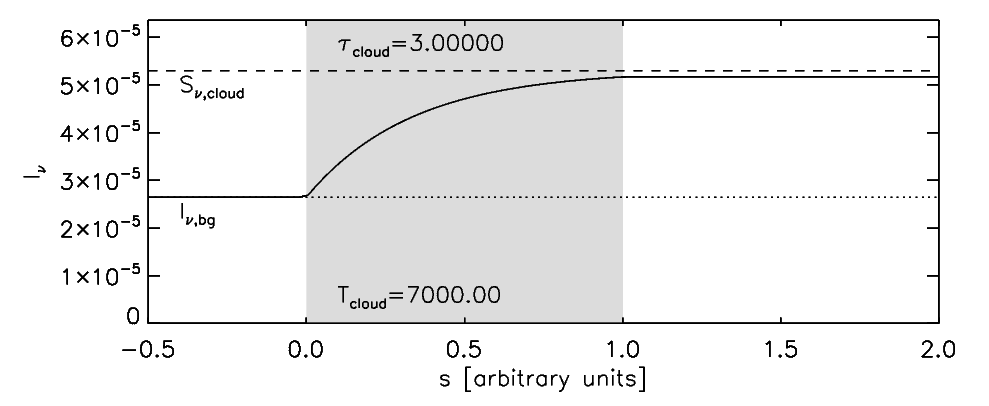 6×10⁻⁵
τcloud=3.00000
5×10⁻⁵
Sν,cloud
4×10⁻⁵
Iν
3×10⁻⁵
Iν,bg
2×10⁻⁵
1×10⁻⁵
Tcloud=7000.00
0
−0.5 0.0 0.5 1.0 1.5 2.0
s [arbitrary units]